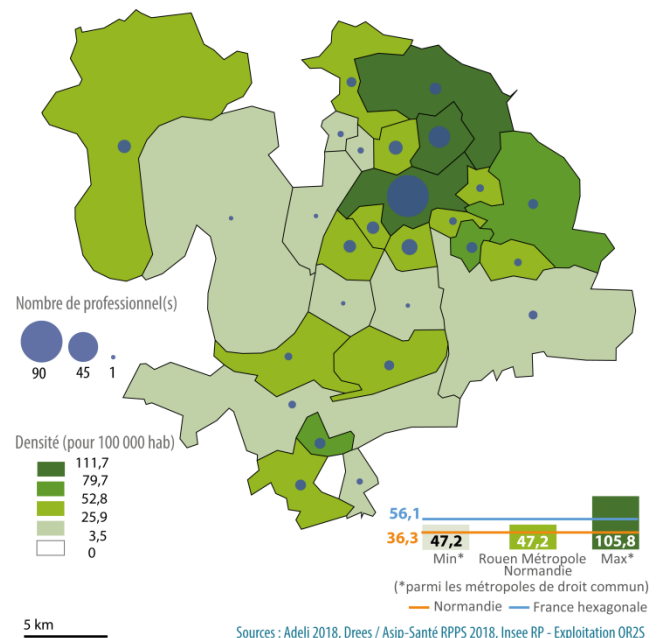 Nombre de professionnel(s)
90 45 1
Densité (pour 100 000 hab)
111,7
79,7
52,8
25,9
3,5
0
56,1
36,3
47,2 47,2 105,8
Min* Rouen Métropole Max*
Normandie
(*parmi les métropoles de droit commun)
Normandie France hexagonale
5 km
Sources : Adeli 2018, Drees / Asip-Santé RPPS 2018, Insee RP - Exploitation OR2S